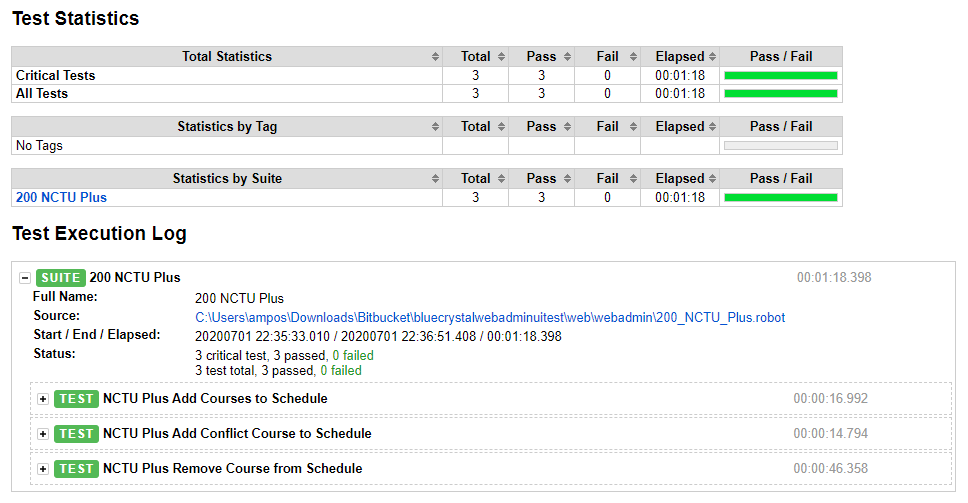 Test Statistics
Total Statistics Total Pass Fail Elapsed Pass / Fail
Critical Tests 3 3 0 00:01:18
All Tests 3 3 0 00:01:18
Statistics by Tag Total Pass Fail Elapsed Pass / Fail
No Tags
Statistics by Suite Total Pass Fail Elapsed Pass / Fail
200 NCTU Plus 3 3 0 00:01:18
Test Execution Log
SUITE 200 NCTU Plus 00:01:18.398
Full Name: 200 NCTU Plus
Source: C:\Users\ampos\Downloads\Bitbucket\bluecrystalwebadminuitest\web\webadmin\200_NCTU_Plus.robot
Start / End / Elapsed: 20200701 22:35:33.010 / 20200701 22:36:51.408 / 00:01:18.398
Status: 3 critical test, 3 passed, 0 failed
3 test total, 3 passed, 0 failed
TEST NCTU Plus Add Courses to Schedule 00:00:16.992
TEST NCTU Plus Add Conflict Course to Schedule 00:00:14.794
TEST NCTU Plus Remove Course from Schedule 00:00:46.358